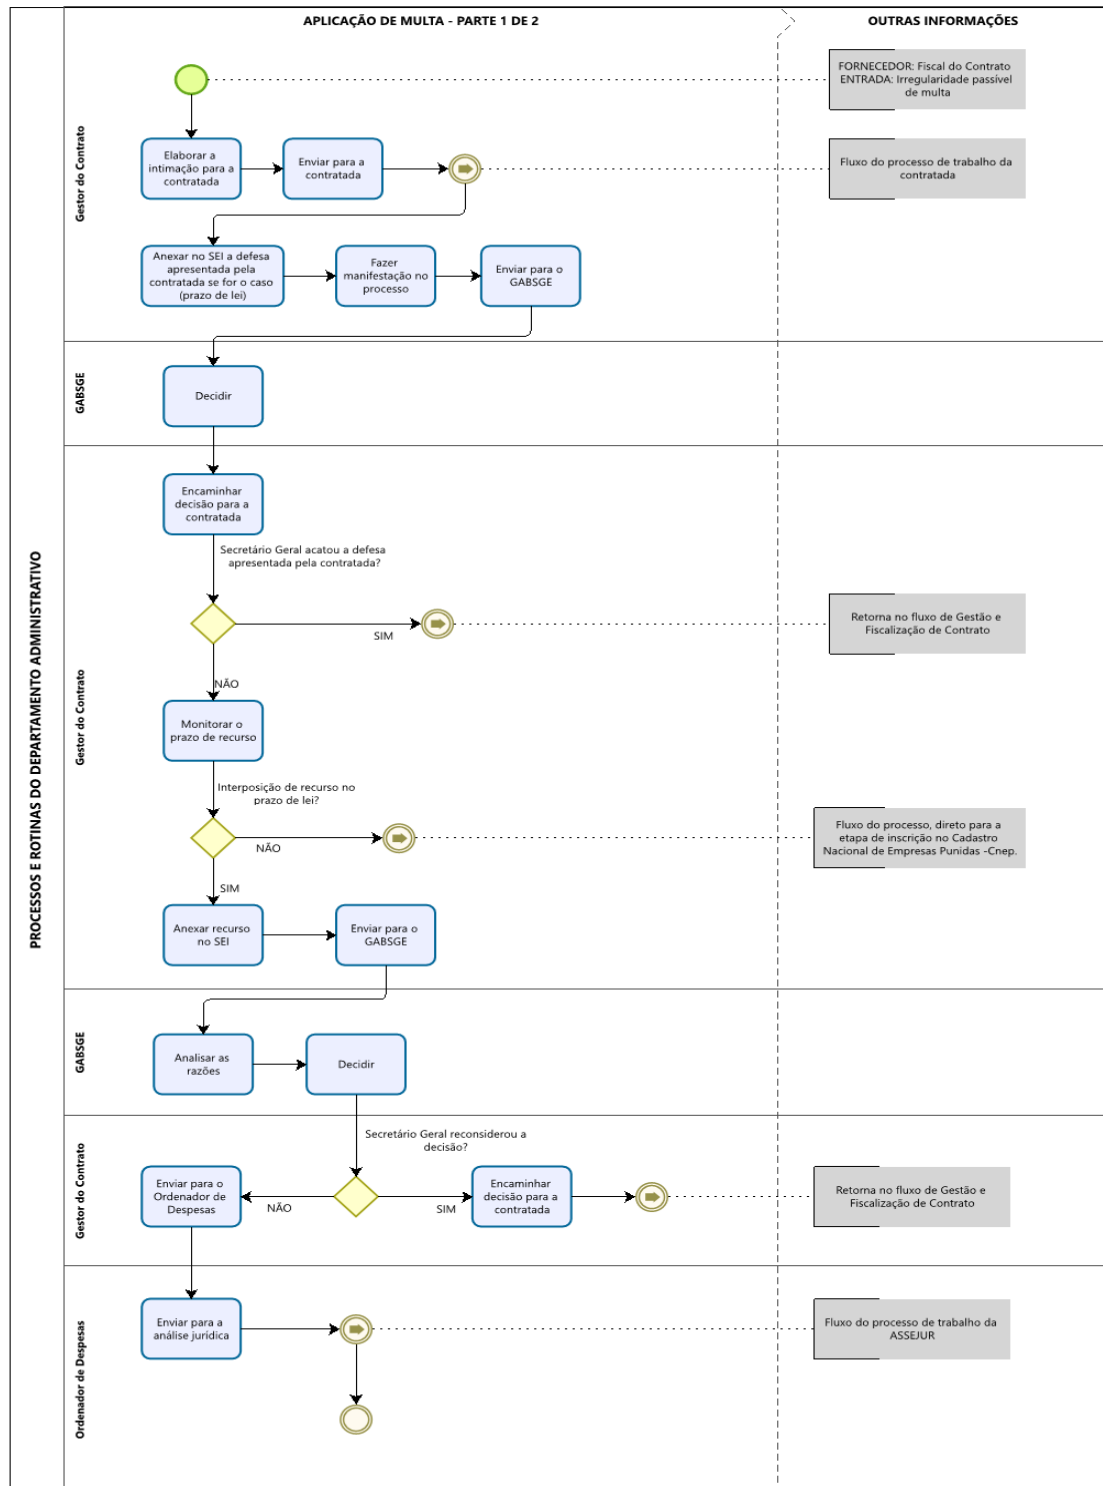 APLICAÇÃO DE MULTA - PARTE 1 DE 2
OUTRAS INFORMAÇÕES
PROCESSOS E ROTINAS DO DEPARTAMENTO ADMINISTRATIVO
Gestor do Contrato
FORNECEDOR: Fiscal do Contrato
ENTRADA: Irregularidade passível
de multa
Elaborar a
intimação para a
contratada
Enviar para a
contratada
Fluxo do processo de trabalho da
contratada
Anexar no SEI a defesa
apresentada pela
contratada se for o caso
(prazo de lei)
Fazer
manifestação no
processo
Enviar para o
GABSGE
GABSGE
Decidir
Gestor do Contrato
Encaminhar
decisão para a
contratada
Secretário Geral acatou a defesa
apresentada pela contratada?
SIM
Retorna no fluxo de Gestão e
Fiscalização de Contrato
NÃO
Monitorar o
prazo de recurso
Interposição de recurso no
prazo de lei?
NÃO
Fluxo do processo, direto para a
etapa de inscrição no Cadastro
Nacional de Empresas Punidas -Cnep.
SIM
Anexar recurso
no SEI
Enviar para o
GABSGE
GABSGE
Analisar as
razões
Decidir
Gestor do Contrato
Secretário Geral reconsiderou a
decisão?
Enviar para o
Ordenador de
Despesas
NÃO
SIM
Encaminhar
decisão para a
contratada
Retorna no fluxo de Gestão e
Fiscalização de Contrato
Ordenador de Despesas
Enviar para a
análise jurídica
Fluxo do processo de trabalho da
ASSEJUR